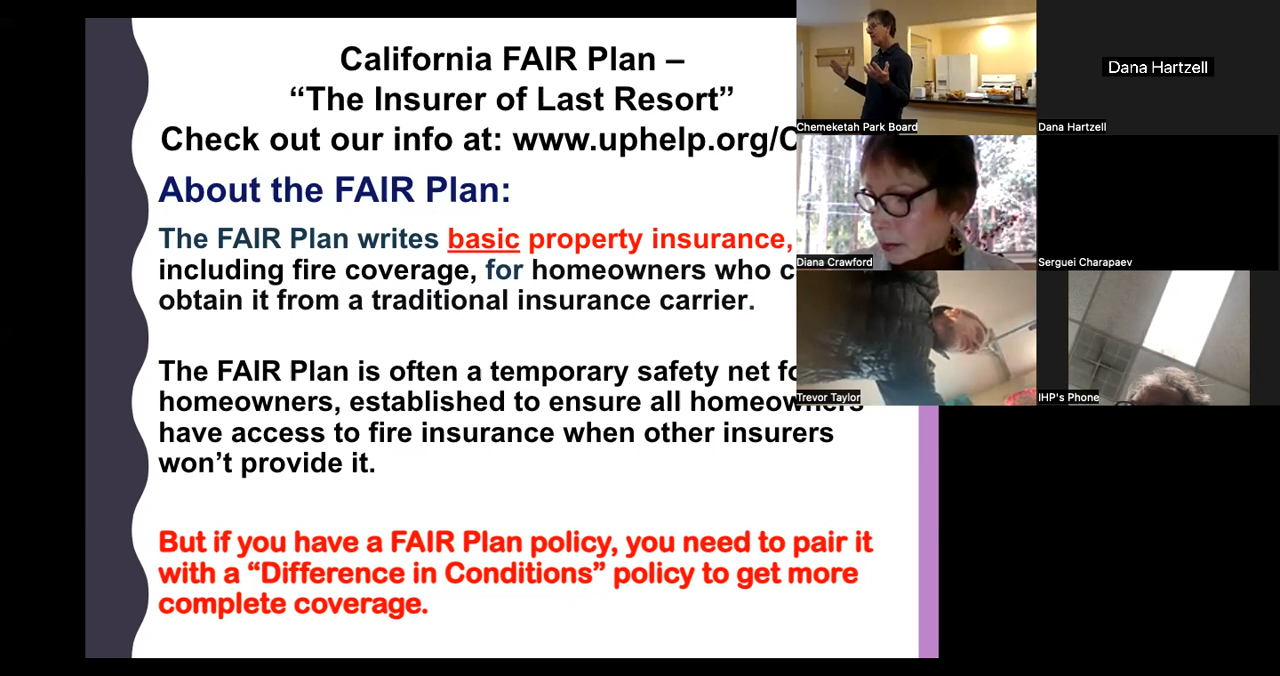 California FAIR Plan –
“The Insurer of Last Resort”
Check out our info at: www.uphelp.org/
About the FAIR Plan:
The FAIR Plan writes basic property insurance,
including fire coverage, for homeowners who
obtain it from a traditional insurance carrier.
The FAIR Plan is often a temporary safety net
homeowners, established to ensure all homeowners
have access to fire insurance when other insurers
won’t provide it.
But if you have a FAIR Plan policy, you need to pair it
with a “Difference in Conditions” policy to get more
complete coverage.
Chemeketah Park Board
Dana Hartzell
Dana Hartzell
Diana Crawford
Serguei Charapaev
Trevor Taylor
IHP's Phone